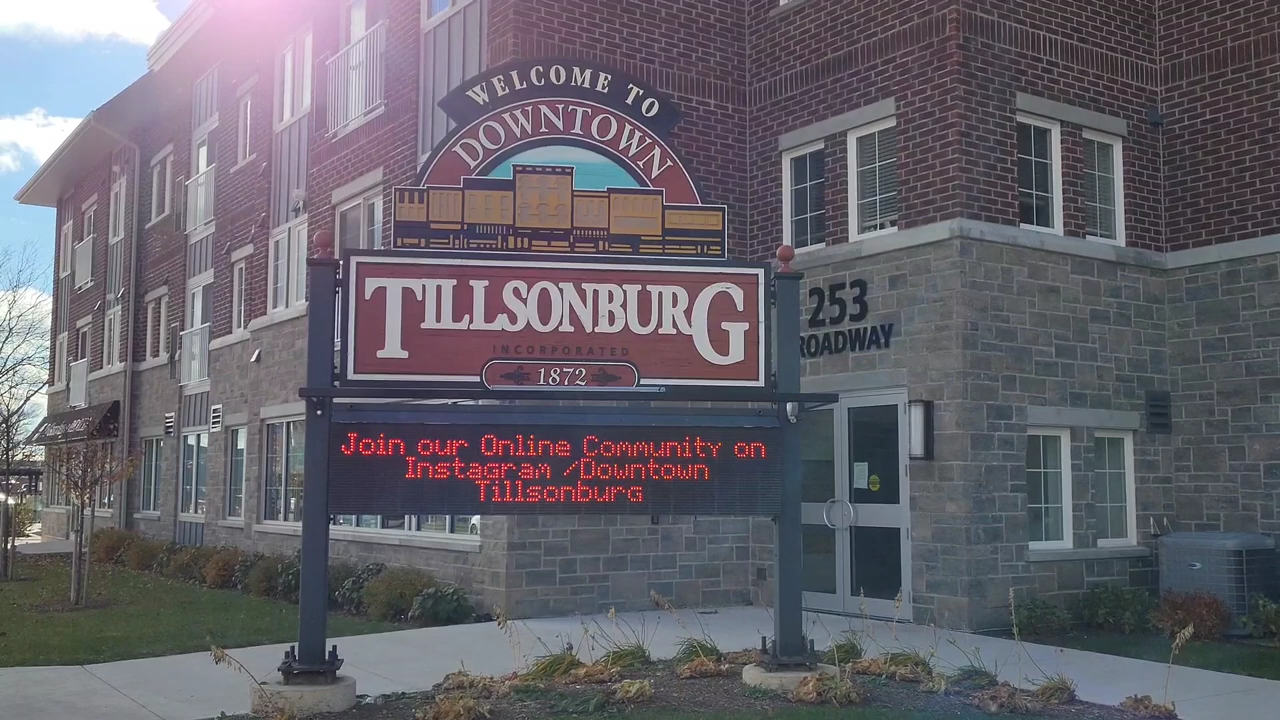 WELCOME TO
DOWNTOWN
TILLSONBURG
INCORPORATED
1872
Join our Online Community on
Instagram /Downtown
Tillsonburg
253
ROADWAY